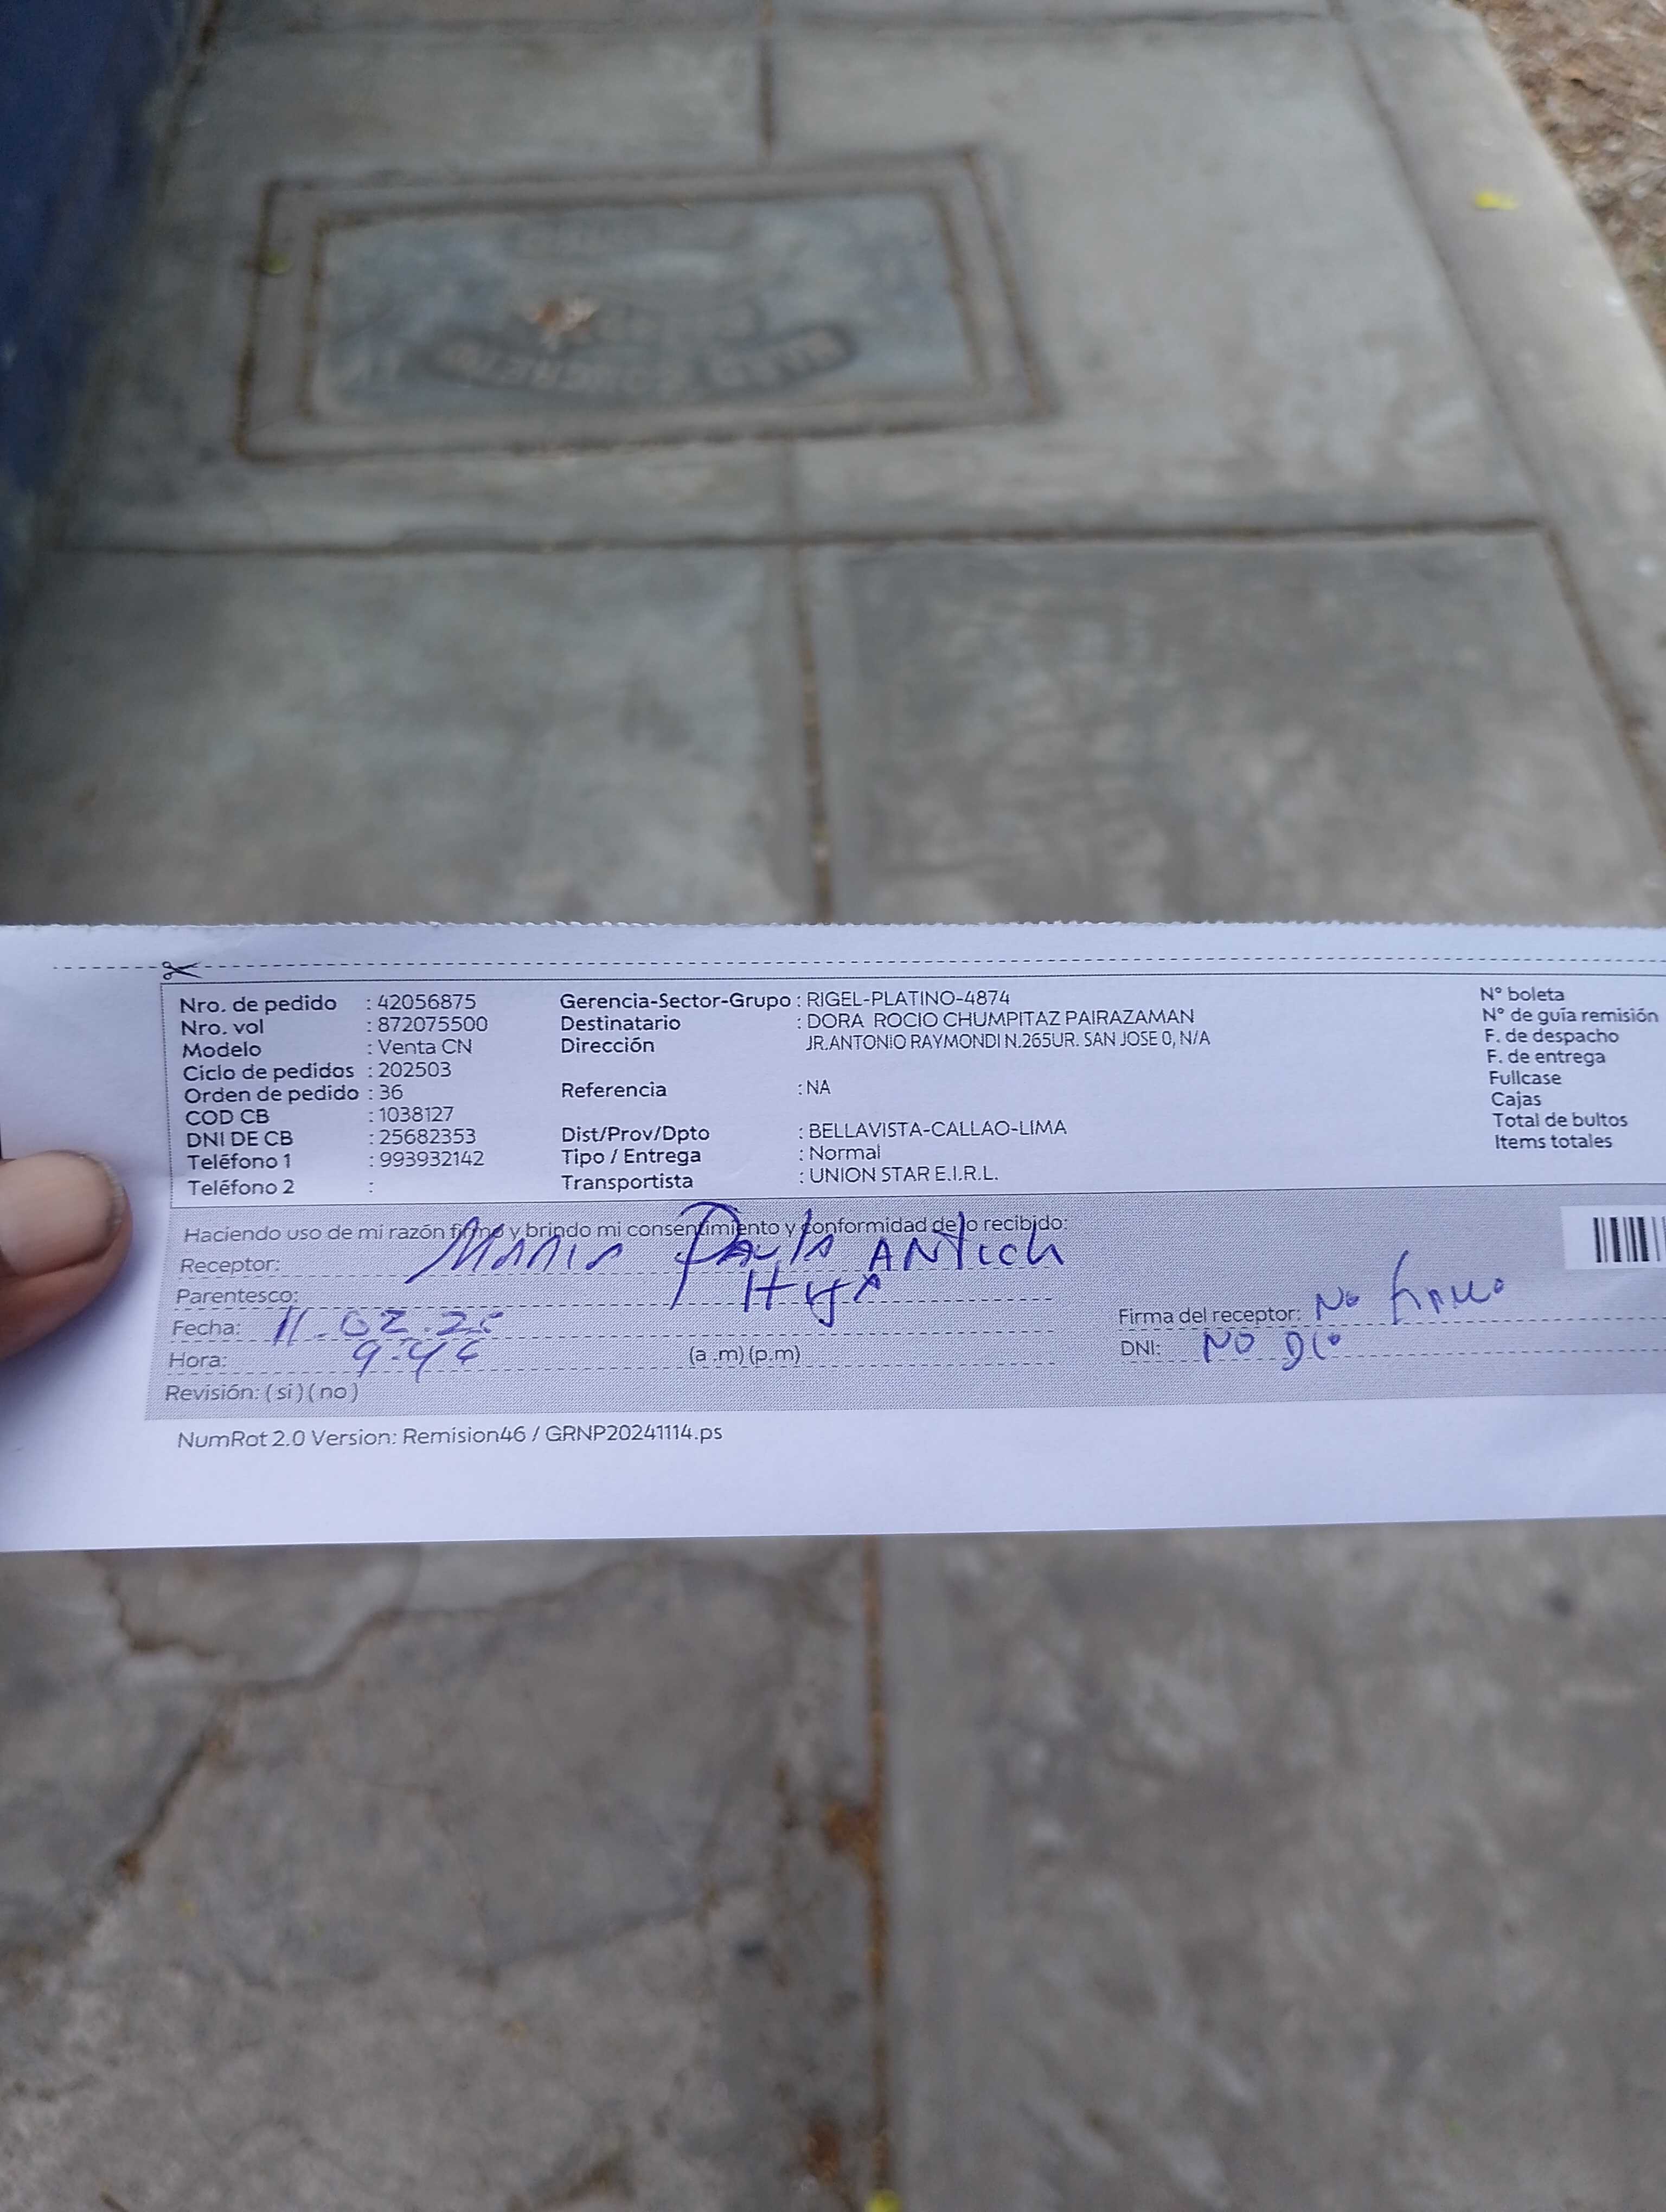 Nro. de pedido : 42056875
Nro. vol : 872075500
Modelo : Venta CN
Ciclo de pedidos : 202503
Orden de pedido : 36
COD CB : 1038127
DNI DE CB : 25682353
Teléfono 1 : 993932142
Teléfono 2 :
Gerencia-Sector-Grupo : RIGEL-PLATINO-4874
Destinatario : DORA ROCIO CHUMPITAZ PAIRAZAMAN
Dirección JR.ANTONIO RAYMONDI N.265UR. SAN JOSE 0, N/A
Referencia : NA
Dist/Prov/Dpto : BELLAVISTA-CALLAO-LIMA
Tipo / Entrega : Normal
Transportista : UNION STAR E.I.R.L.
N° boleta
N° de guía remisión
F. de despacho
F. de entrega
Fullcase
Cajas
Total de bultos
Items totales
Haciendo uso de mi razón firmo y brindo mi consentimiento y conformidad de lo recibido:
Receptor: Paula ANtich
Parentesco: HIJA
Fecha: 11.02.25
Hora: (a .m) (p.m)
Revisión: ( si ) ( no )
Firma del receptor: No firmo
DNI: NO DIO
NumRot 2.0 Version: Remision46 / GRNP20241114.ps